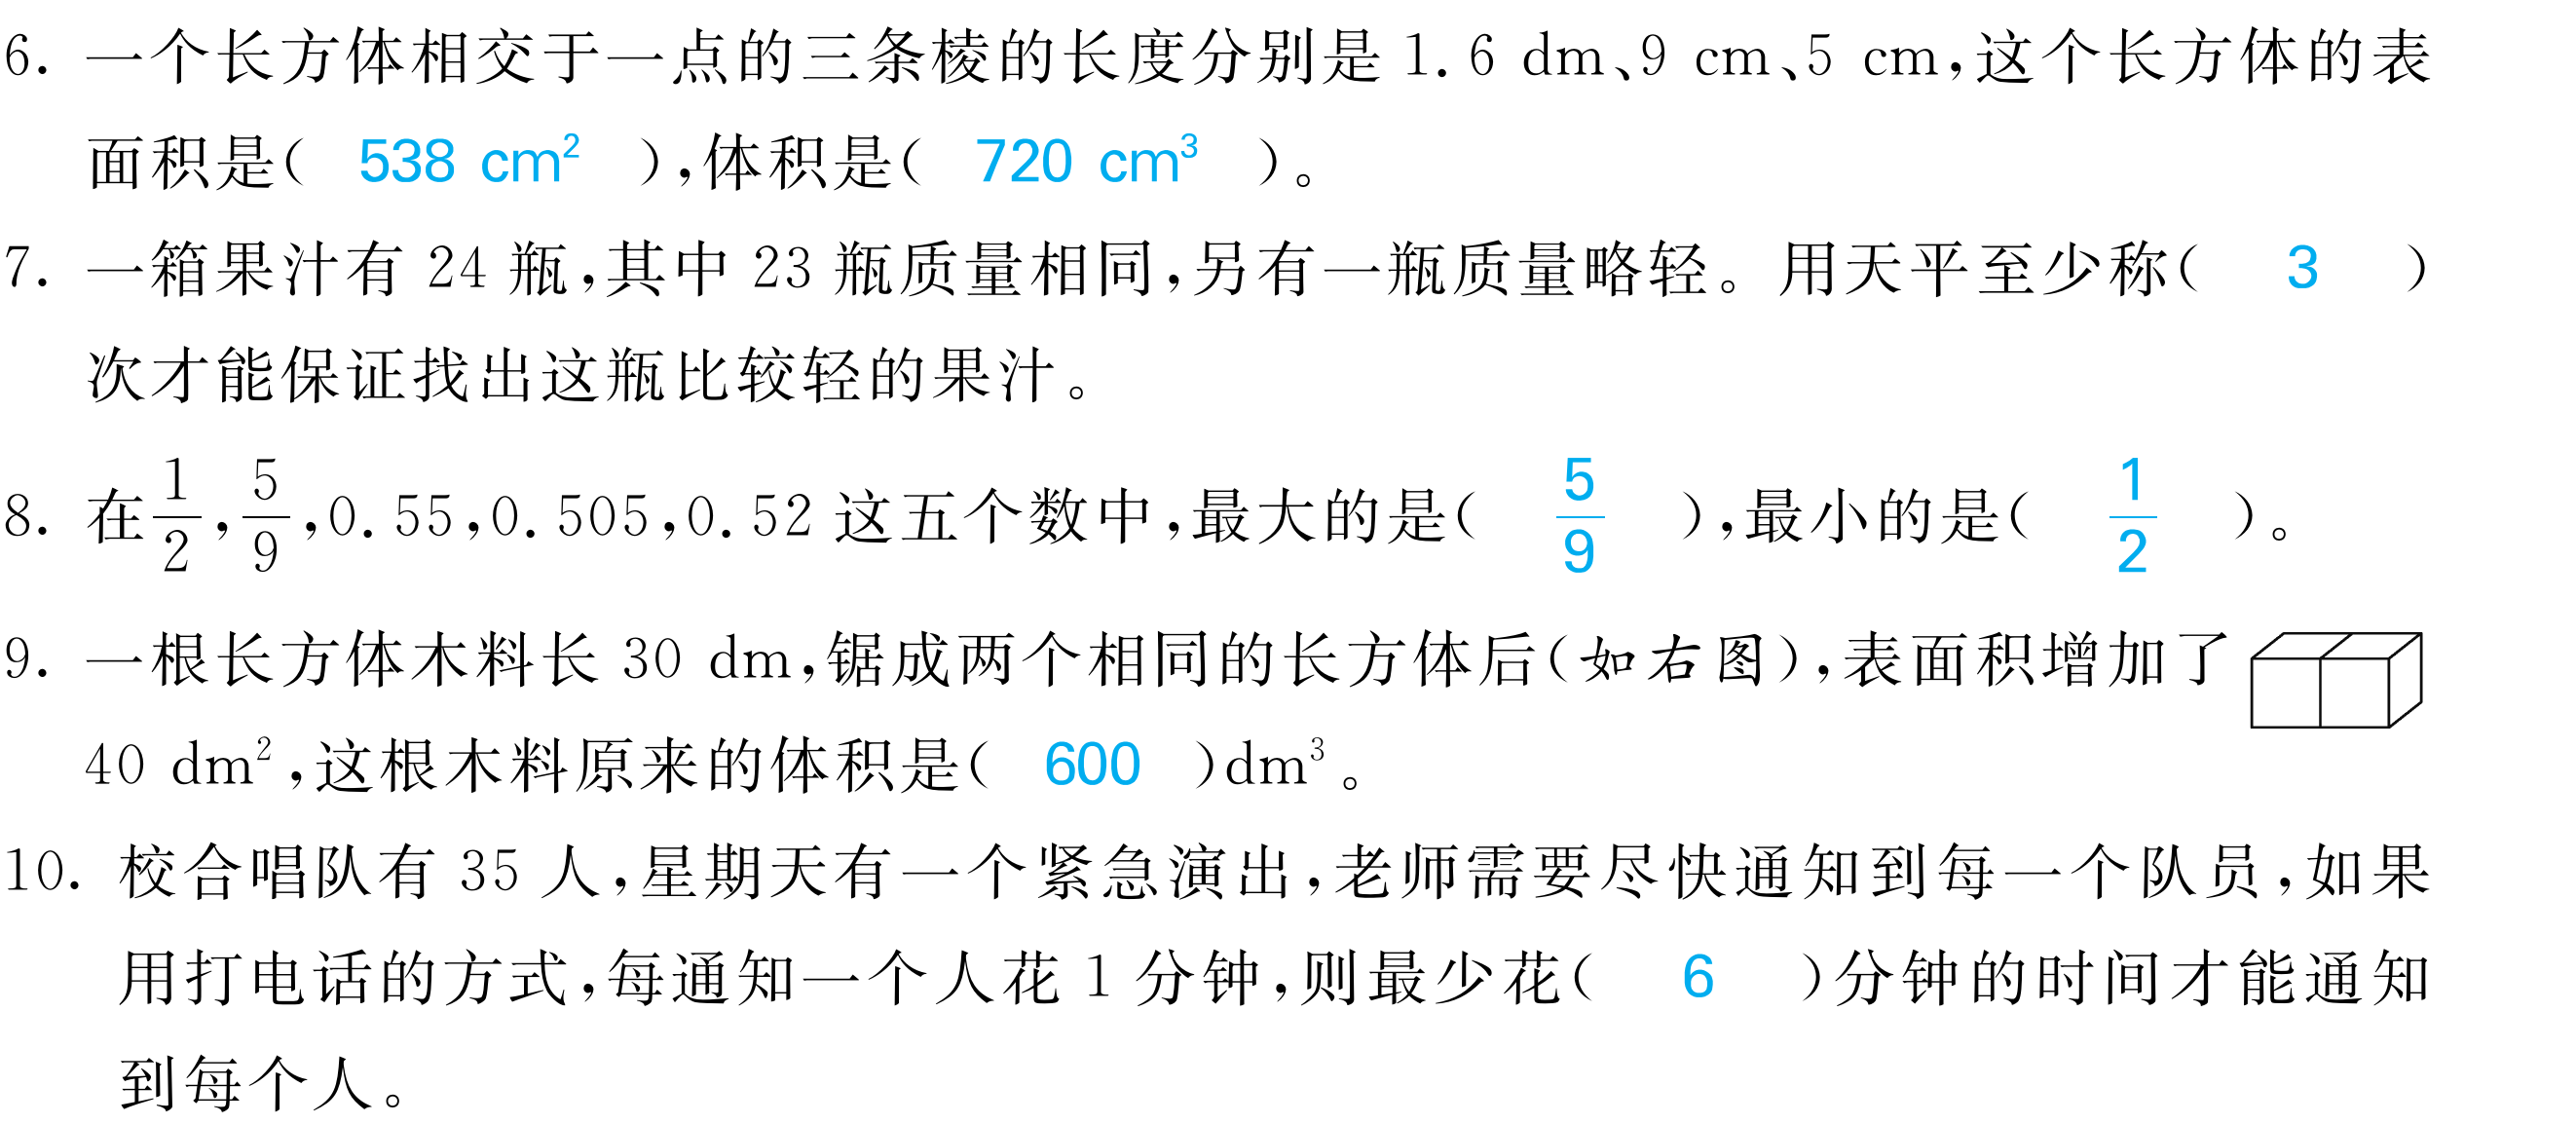 6. 一个长方体相交于一点的三条棱的长度分别是 1.6 dm、9 cm、5 cm,这个长方体的表
面积是( 538 cm² ),体积是( 720 cm³ )。
7. 一箱果汁有 24 瓶,其中 23 瓶质量相同,另有一瓶质量略轻。用天平至少称( 3 )
次才能保证找出这瓶比较轻的果汁。
8. 在 1/2, 5/9, 0.55, 0.505, 0.52 这五个数中,最大的是( 5/9 ),最小的是( 1/2 )。
9. 一根长方体木料长 30 dm,锯成两个相同的长方体后(如右图),表面积增加了
40 dm²,这根木料原来的体积是( 600 )dm³。
10. 校合唱队有 35 人,星期天有一个紧急演出,老师需要尽快通知到每一个队员,如果
用打电话的方式,每通知一个人花 1 分钟,则最少花( 6 )分钟的时间才能通知
到每个人。